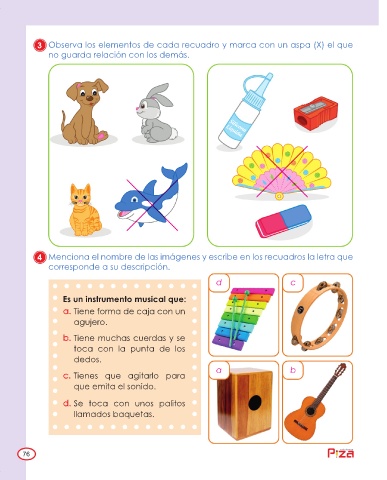 3 Observa los elementos de cada recuadro y marca con un aspa (X) el que
no guarda relación con los demás.
Silicona
Líquida
4 Menciona el nombre de las imágenes y escribe en los recuadros la letra que
corresponde a su descripción.
d
c
Es un instrumento musical que:
a. Tiene forma de caja con un
agujero.
b. Tiene muchas cuerdas y se
toca con la punta de los
dedos.
c. Tienes que agitarlo para
que emita el sonido.
d. Se toca con unos palitos
llamados baquetas.
a
b
76
P:za